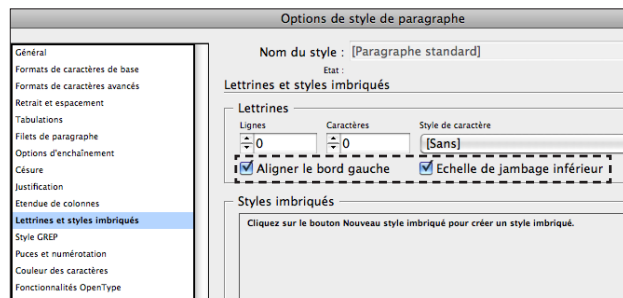 Options de style de paragraphe
Général
Formats de caractères de base
Formats de caractères avancés
Retrait et espacement
Tabulations
Filets de paragraphe
Options d'enchaînement
Césure
Justification
Etendue de colonnes
Lettrines et styles imbriqués
Style GREP
Puces et numérotation
Couleur des caractères
Fonctionnalités OpenType
Nom du style : [Paragraphe standard]
Etat :
Lettrines et styles imbriqués
Lettrines
Lignes Caractères Style de caractère
0 0 [Sans]
Aligner le bord gauche Echelle de jambage inférieur
Styles imbriqués
Cliquez sur le bouton Nouveau style imbriqué pour créer un style imbriqué.